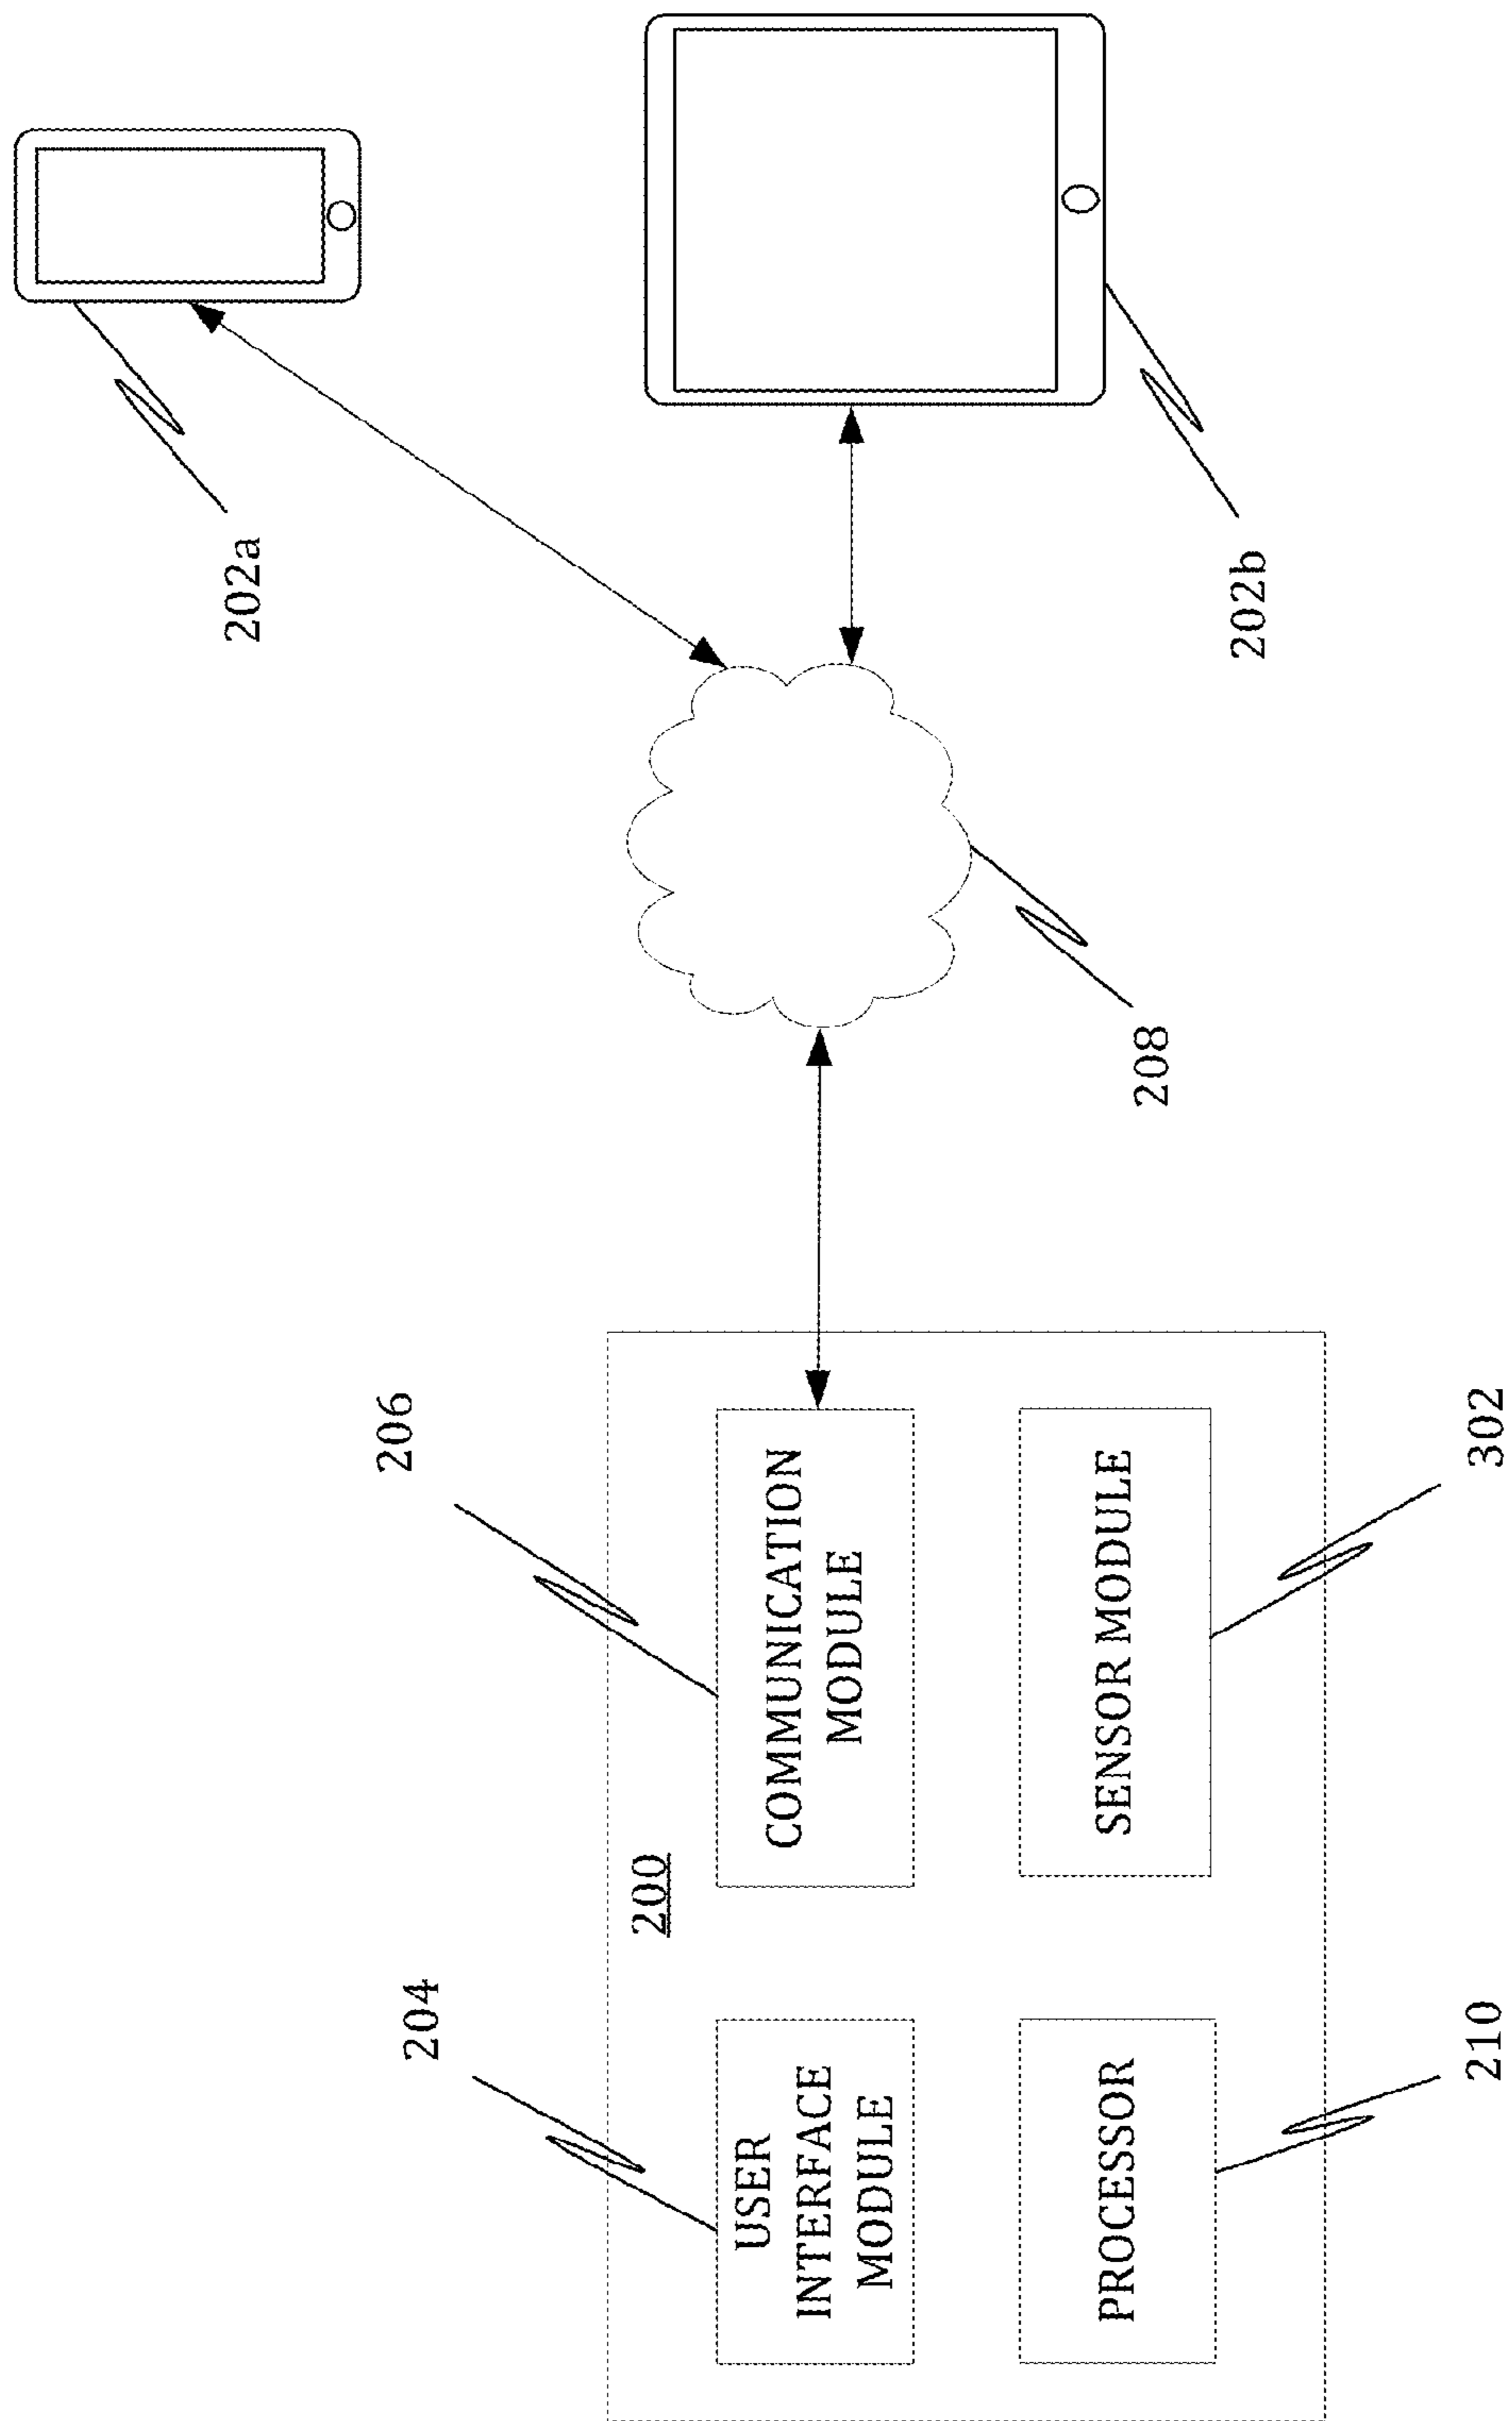 204
206
200
USER
INTERFACE
MODULE
COMMUNICATION
MODULE
PROCESSOR
SENSOR MODULE
210
302
208
202a
202b